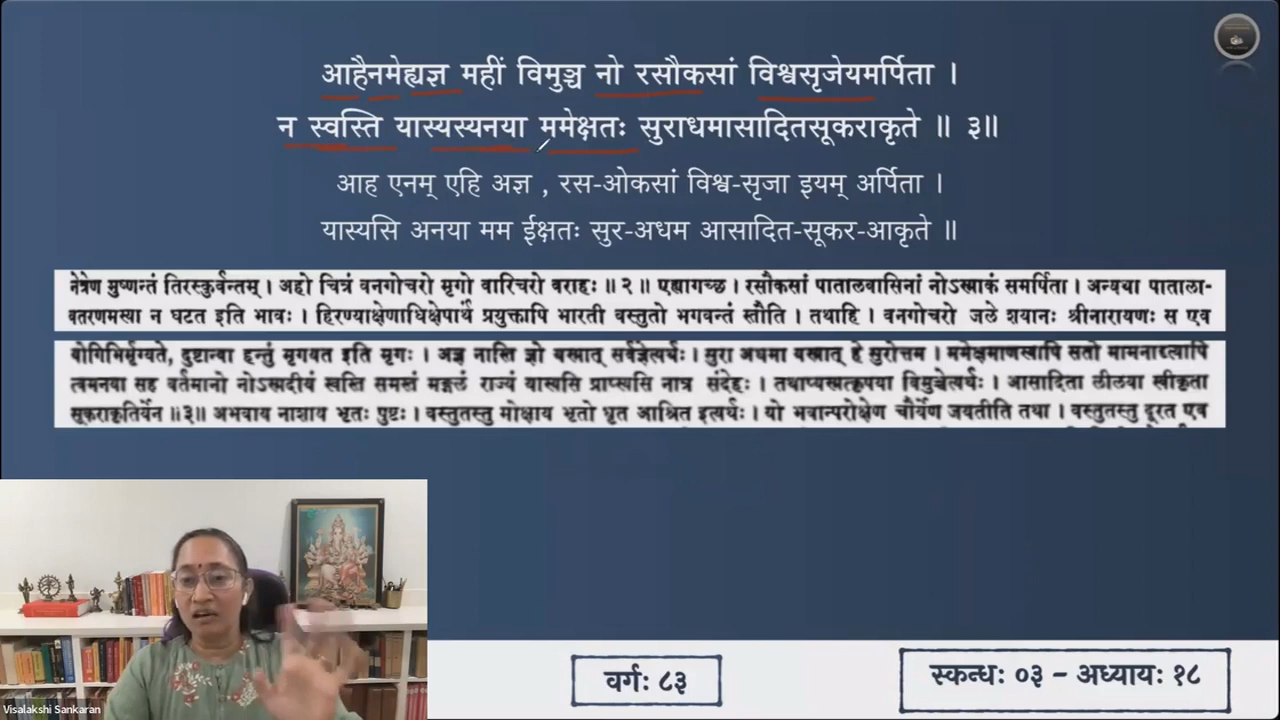 आहैनमेह्यज्ञ महीं विमुञ्च नो रसौकसां विश्वसृजेयमर्पिता ।
न स्वस्ति यास्यस्यनया ममेक्षतः सुराधमासादितसूकराकृते ॥ ३॥
आह एनम् एहि अज्ञ , रस-ओकसां विश्व-सृजा इयम् अर्पिता ।
यास्यसि अनया मम ईक्षतः सुर-अधम आसादित-सूकर-आकृते ॥
नेत्रेण मुष्णन्तं तिरस्कुर्वन्तम् । अहो चित्रं वनगोचरो मृगो वारिचरो वराहः ॥ २ ॥ एह्यागच्छ । रसौकसां पातालवासिनां नोऽस्माकं समर्पिता । अन्यथा पाताला-
वतरणमस्या न घटत इति भावः । हिरण्याक्षेणाधिक्षेपार्थं प्रयुक्तापि भारती वस्तुतो भगवन्तं स्तौति । तथाहि । वनगोचरो जले शयानः श्रीनारायणः स एव
योगिभिर्मृग्यते, दुष्टान्वा हन्तुं मृगयत इति मृगः । अज्ञ नास्ति ज्ञो यस्मात् सर्वज्ञेत्यर्थः । सुरा अधमा यस्मात् हे सुरोत्तम । ममेक्षमाणस्यापि सतो मामनादृत्यापि
त्वमनया सह वर्तमानो नोऽस्मदीयं स्वस्ति समस्तं मङ्गलं राज्यं यास्यसि प्राप्स्यसि नात्र संदेहः । तथाप्यस्मत्कृपया विमुञ्चेत्यर्थः । आसादिता लीलया स्वीकृता
सूकराकृतिर्येन ॥३॥ अभवाय नाशाय भृतः पुष्टः । वस्तुतस्तु मोक्षाय भृतो धृत आश्रित इत्यर्थः । यो भवान्परोक्षेण चौर्येण जयतीति तथा । वस्तुतस्तु दूरत एव
Visalakshi Sankaran
वर्गः ८३
स्कन्धः ०३ – अध्यायः १८